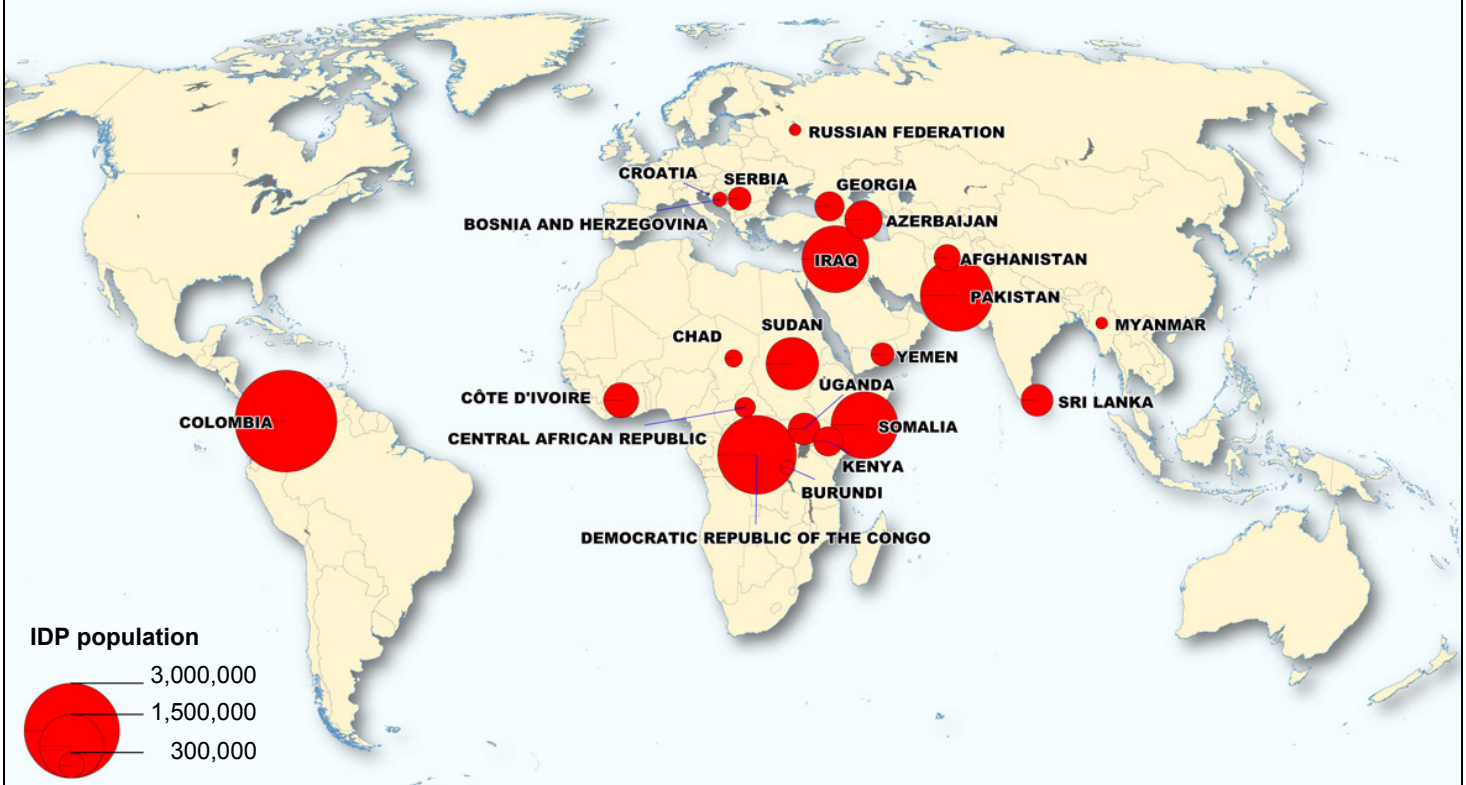 RUSSIAN FEDERATION
CROATIA
SERBIA
GEORGIA
BOSNIA AND HERZEGOVINA
AZERBAIJAN
IRAQ
AFGHANISTAN
PAKISTAN
CHAD
SUDAN
MYANMAR
YEMEN
UGANDA
CÔTE D'IVOIRE
SRI LANKA
COLOMBIA
CENTRAL AFRICAN REPUBLIC
SOMALIA
KENYA
BURUNDI
DEMOCRATIC REPUBLIC OF THE CONGO
IDP population
3,000,000
1,500,000
300,000